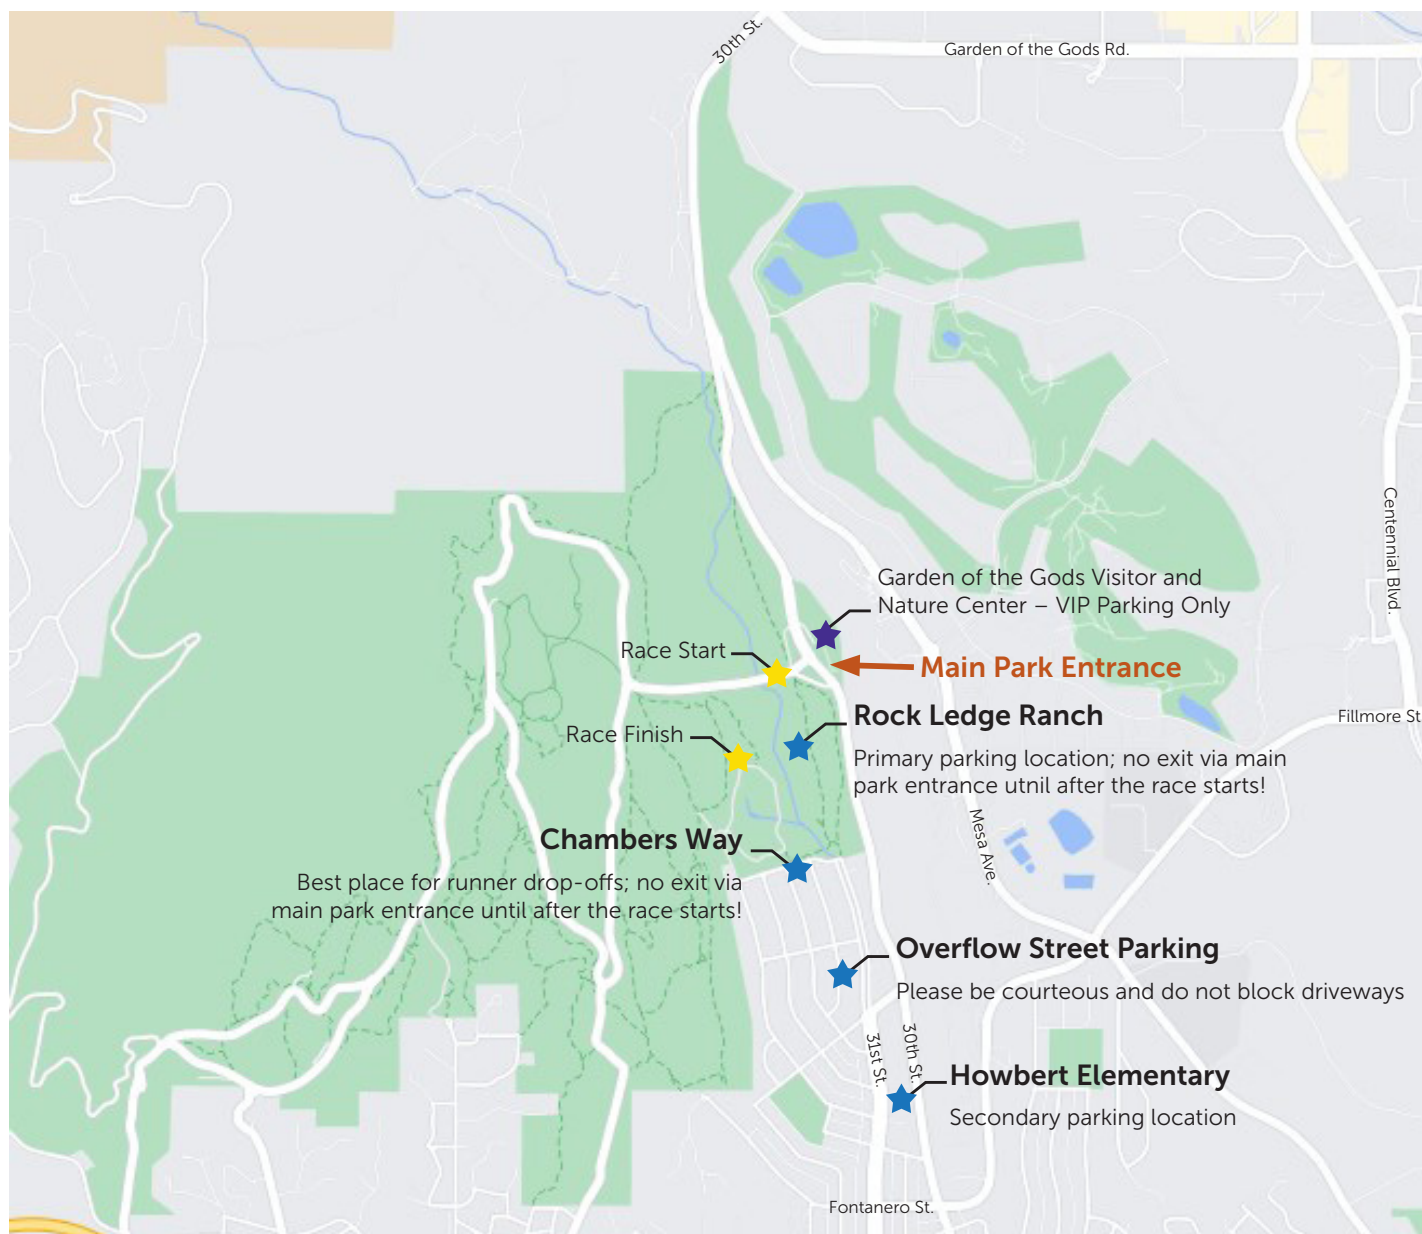 30th St.
Garden of the Gods Rd.
Centennial Blvd.
Garden of the Gods Visitor and
Nature Center – VIP Parking Only
Race Start
Main Park Entrance
Rock Ledge Ranch
Fillmore St
Race Finish
Primary parking location; no exit via main
park entrance utnil after the race starts!
Mesa Ave.
Chambers Way
Best place for runner drop-offs; no exit via
main park entrance until after the race starts!
Overflow Street Parking
Please be courteous and do not block driveways
31st St.
30th St.
Howbert Elementary
Secondary parking location
Fontanero St.